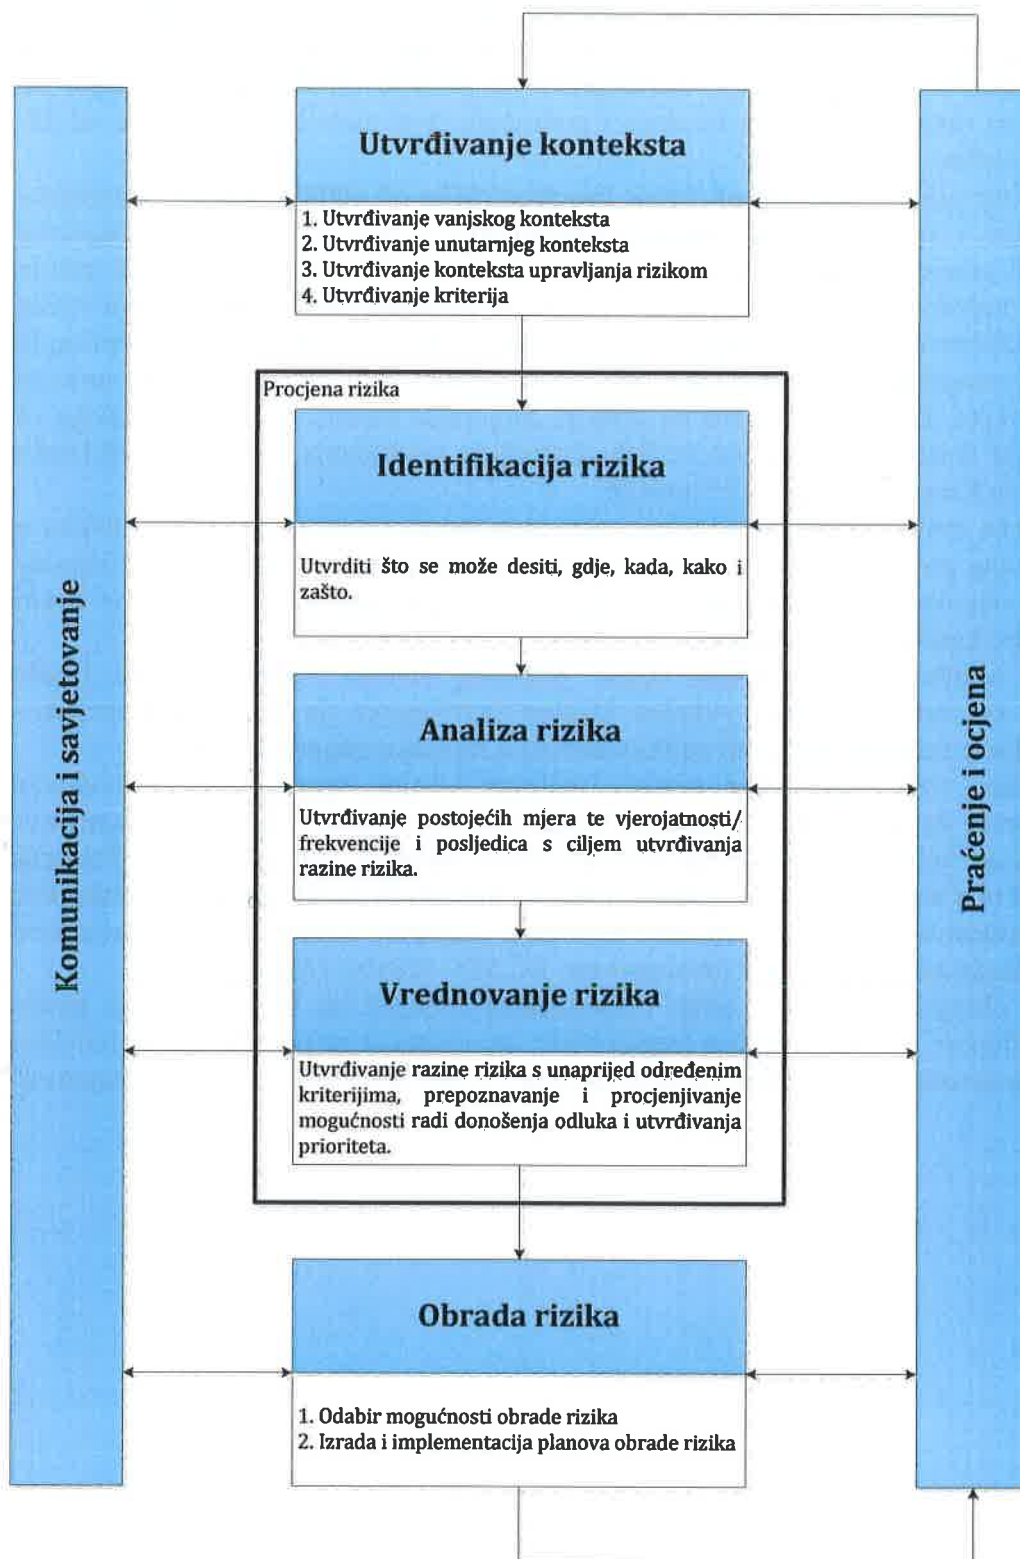 Utvrđivanje konteksta
1. Utvrđivanje vanjskog konteksta
2. Utvrđivanje unutarnjeg konteksta
3. Utvrđivanje konteksta upravljanja rizikom
4. Utvrđivanje kriterija
Procjena rizika
Identifikacija rizika
Utvrditi što se može desiti, gdje, kada, kako i
zašto.
Analiza rizika
Utvrđivanje postojećih mjera te vjerojatnosti/
frekvencije i posljedica s ciljem utvrđivanja
razine rizika.
Vrednovanje rizika
Utvrđivanje razine rizika s unaprijed određenim
kriterijima, prepoznavanje i procjenjivanje
mogućnosti radi donošenja odluka i utvrđivanja
prioriteta.
Obrada rizika
1. Odabir mogućnosti obrade rizika
2. Izrada i implementacija planova obrade rizika
Komunikacija i savjetovanje
Praćenje i ocjena